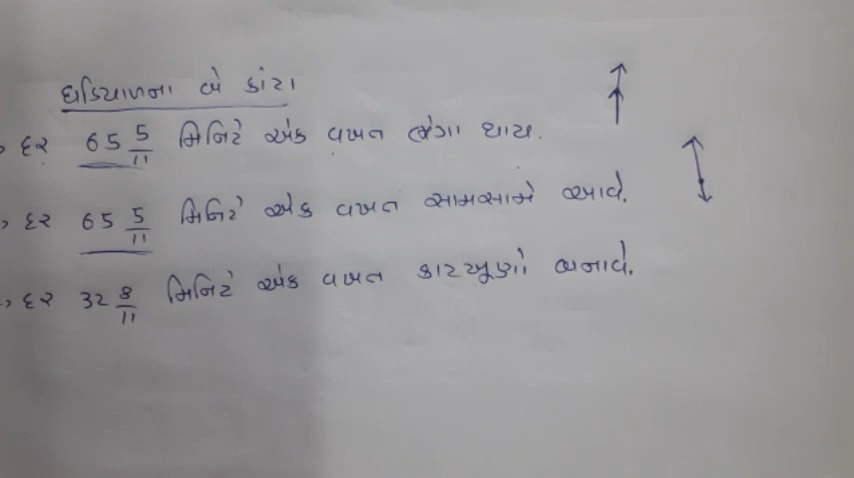 ઘડિયાળના બે કાંટા
દર 65 5/11 મિનિટે એક વખત ભેગા થાય.
દર 65 5/11 મિનિટે એક વખત સામસામે આવે.
દર 32 8/11 મિનિટે એક વખત કાટખૂણો બનાવે.